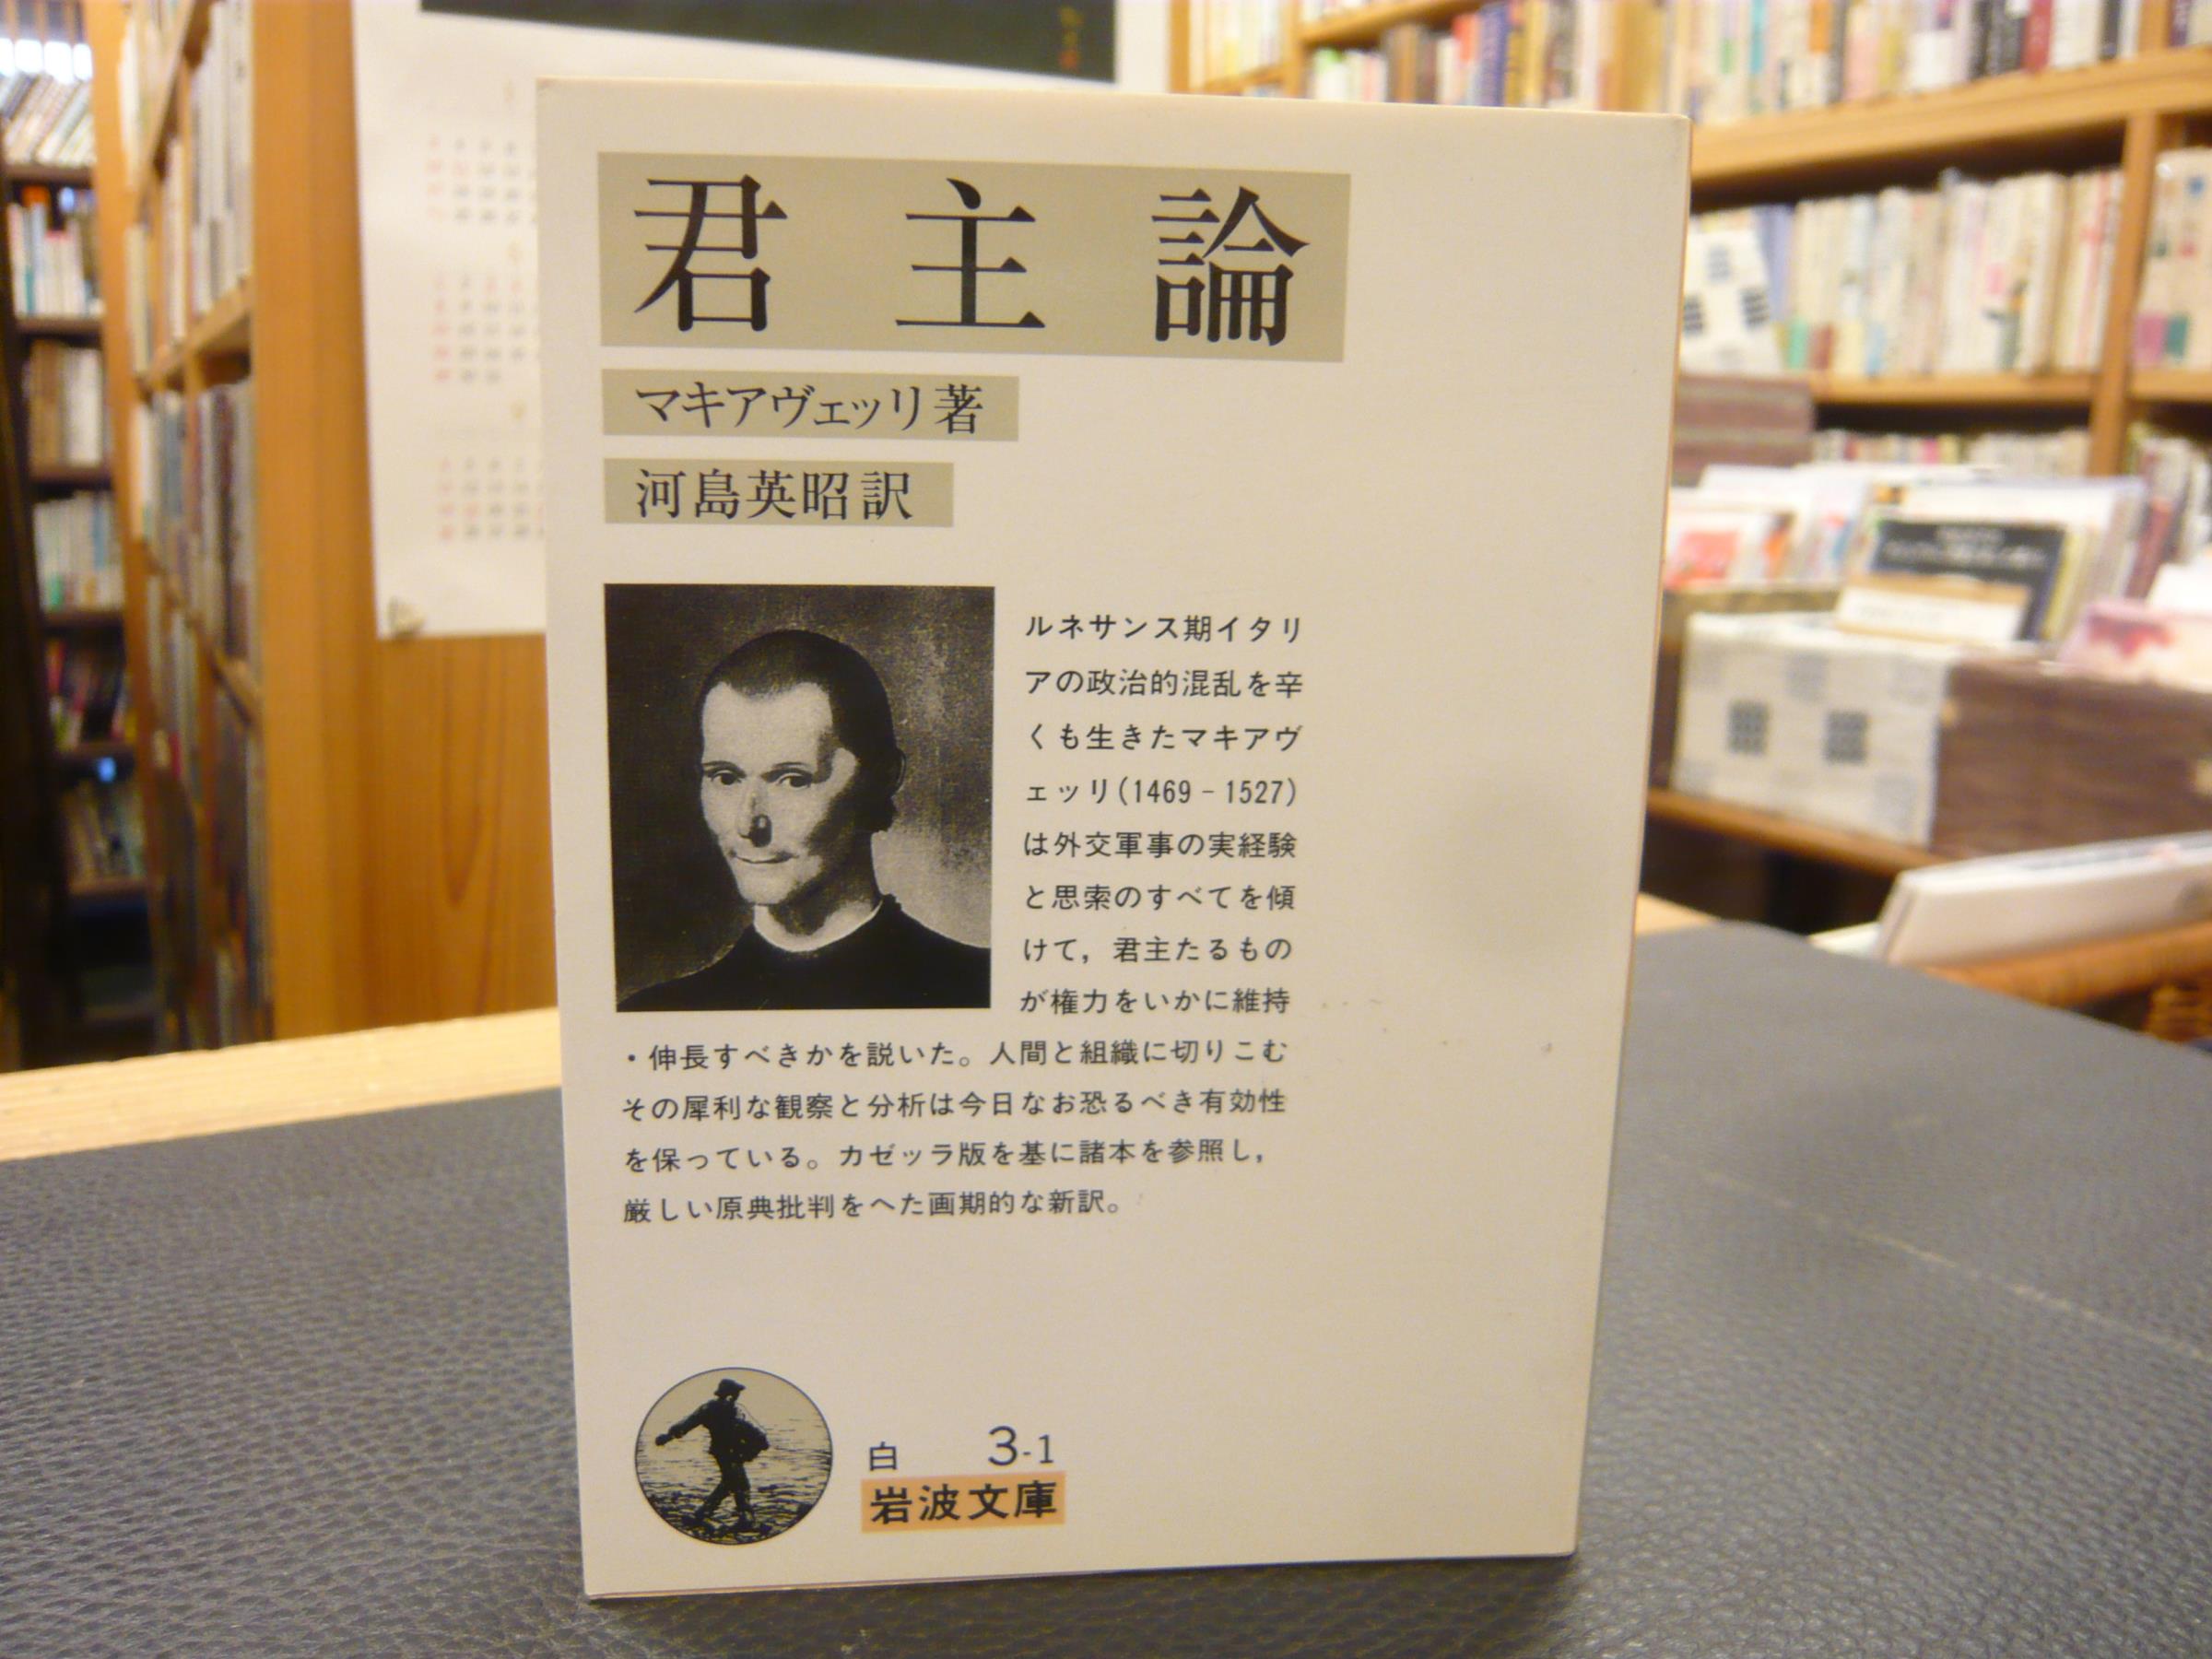 君主論
マキアヴェッリ著
河島英昭訳
ルネサンス期イタリ
アの政治的混乱を辛
くも生きたマキアヴ
ェッリ(1469‐1527)
は外交軍事の実経験
と思索のすべてを傾
けて，君主たるもの
が権力をいかに維持
・伸長すべきかを説いた。人間と組織に切りこむ
その犀利な観察と分析は今日なお恐るべき有効性
を保っている。カゼッラ版を基に諸本を参照し，
厳しい原典批判をへた画期的な新訳。
白 3-1
岩波文庫